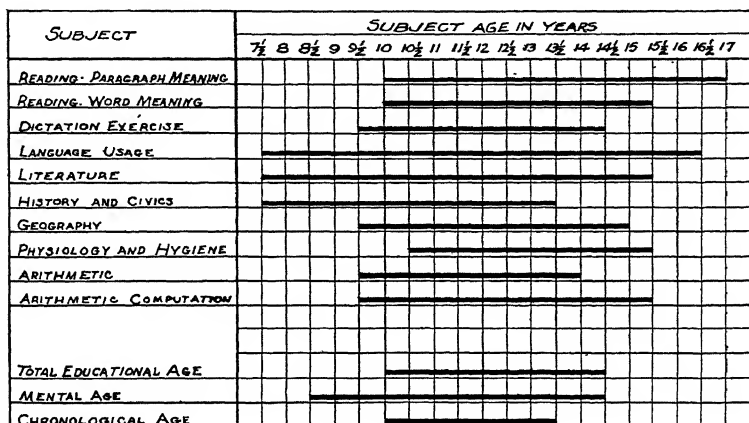 SUBJECT
SUBJECT AGE IN YEARS
7½ 8 8½ 9 9½ 10 10½ 11 11½ 12 12½ 13 13½ 14 14½ 15 15½ 16 16½ 17
READING-PARAGRAPH MEANING
READING-WORD MEANING
DICTATION EXERCISE
LANGUAGE USAGE
LITERATURE
HISTORY AND CIVICS
GEOGRAPHY
PHYSIOLOGY AND HYGIENE
ARITHMETIC
ARITHMETIC COMPUTATION
TOTAL EDUCATIONAL AGE
MENTAL AGE
CHRONOLOGICAL AGE